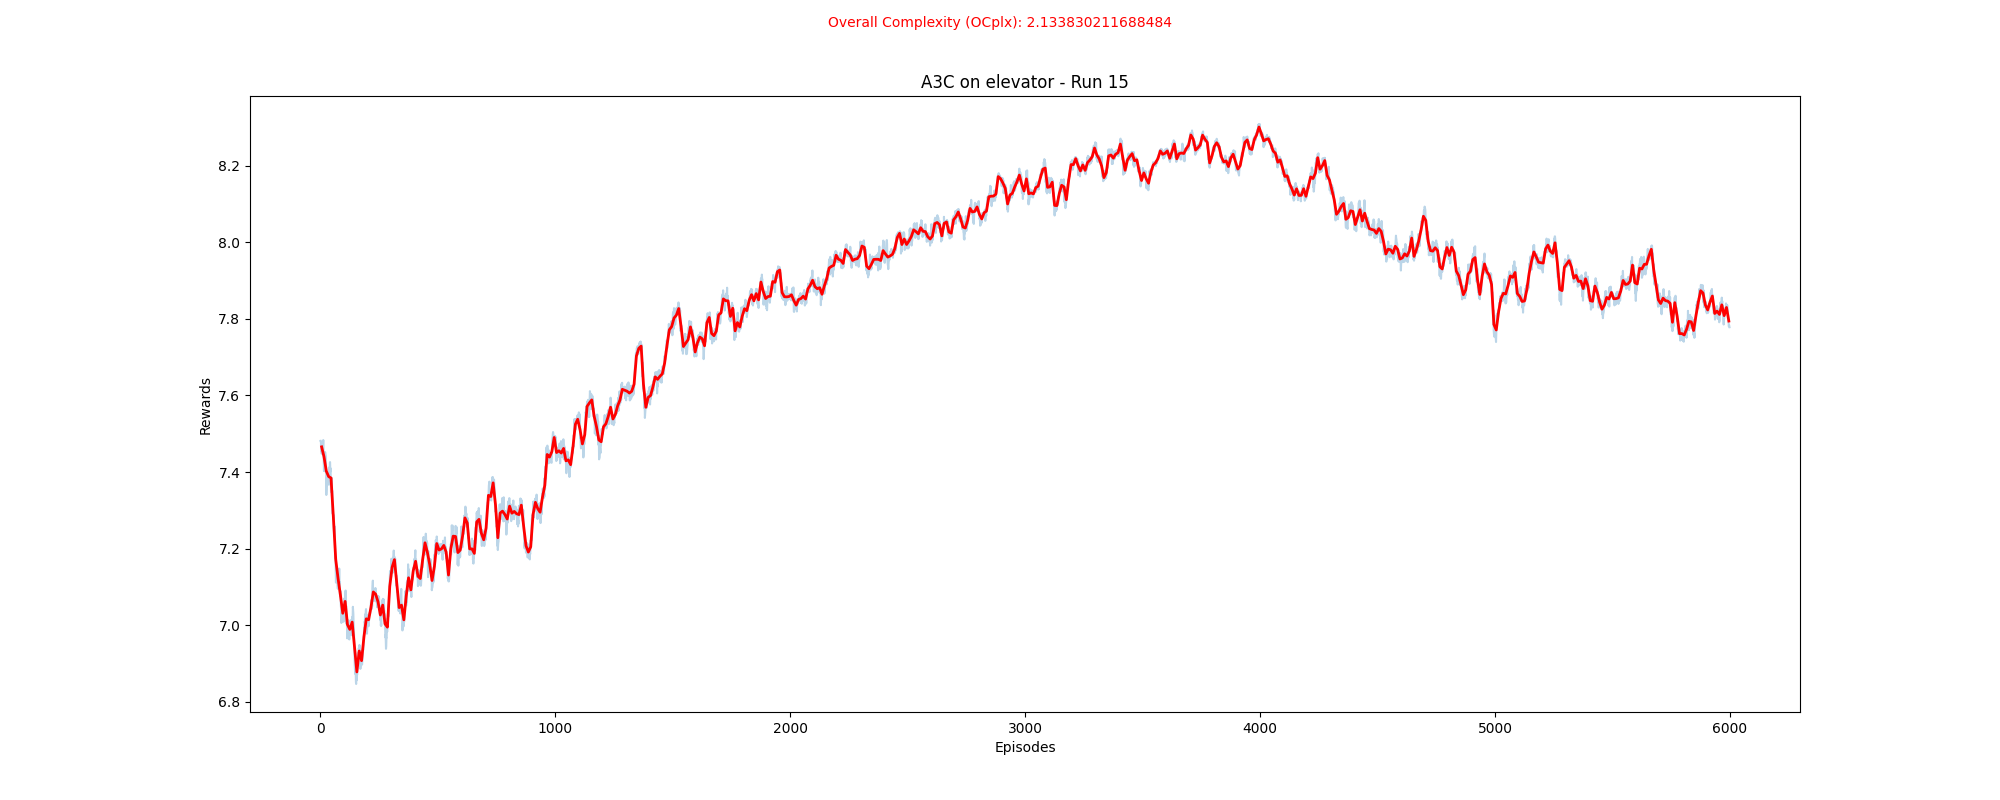 Overall Complexity (OCplx): 2.133830211688484
A3C on elevator - Run 15
Rewards
8.2
8.0
7.8
7.6
7.4
7.2
7.0
6.8
0 1000 2000 3000 4000 5000 6000
Episodes